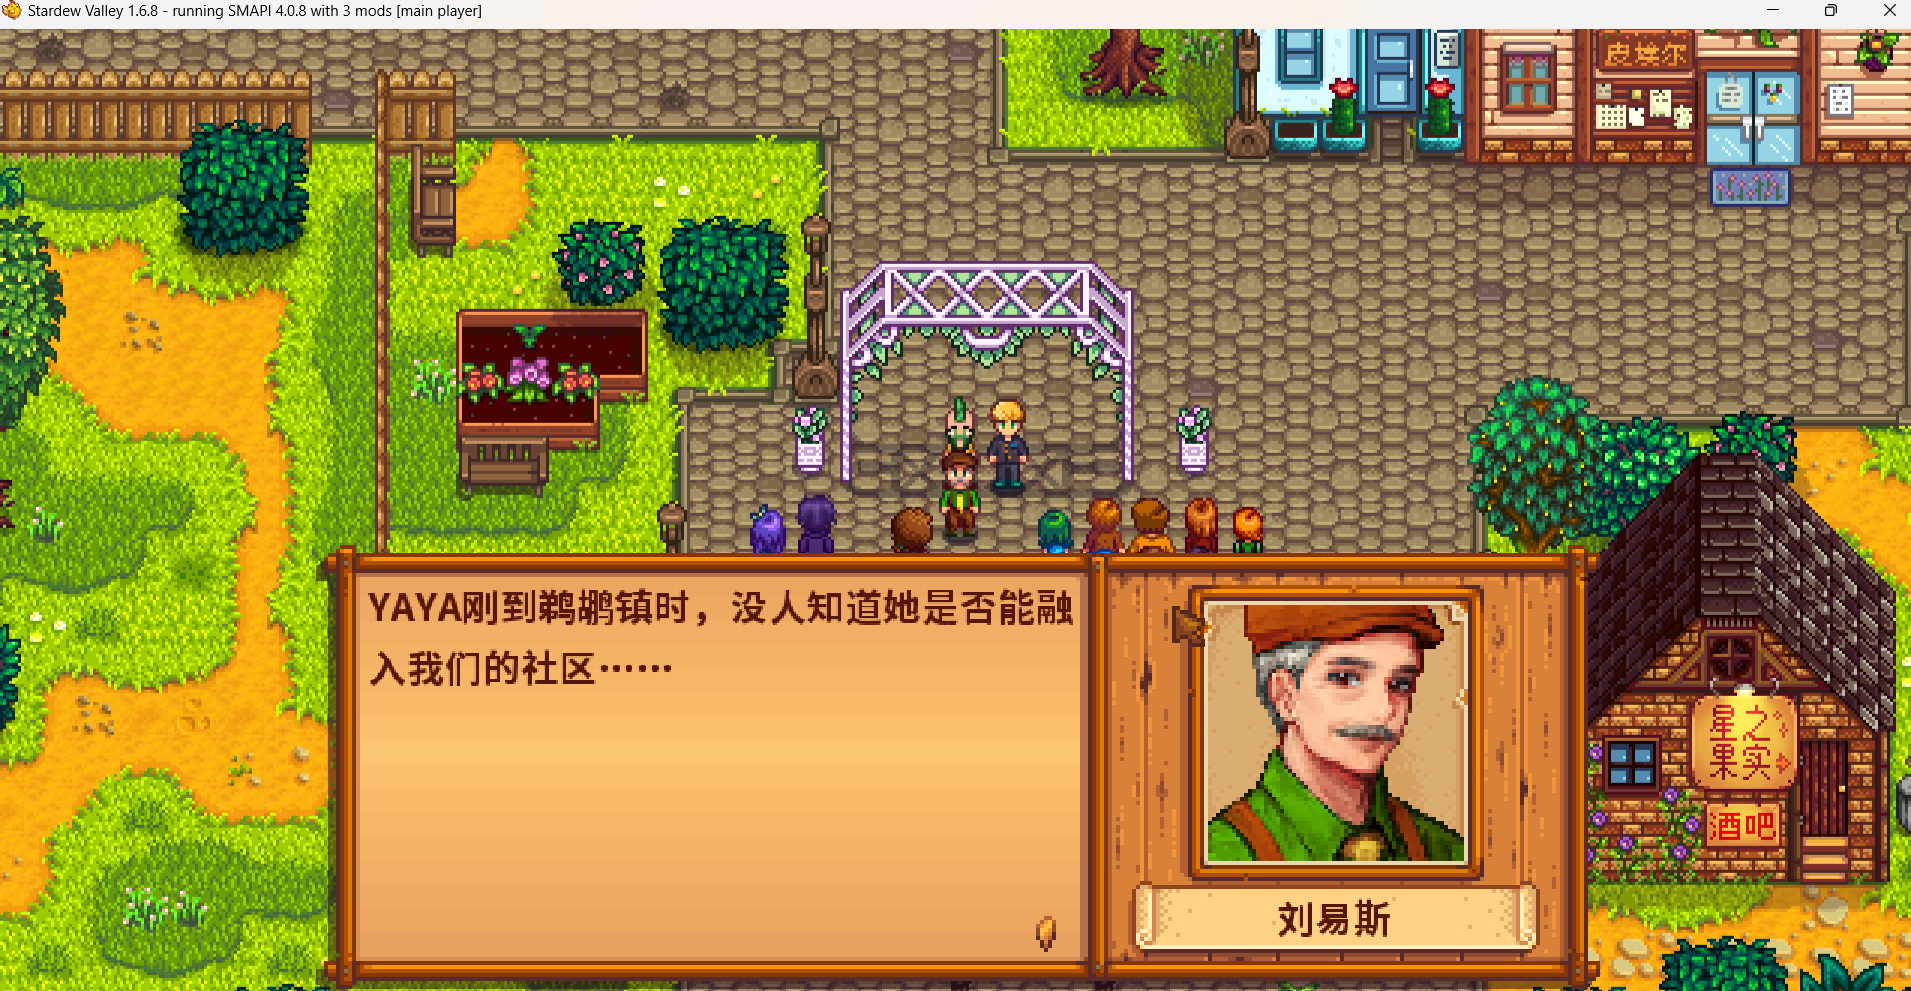 Stardew Valley 1.6.8 - running SMAPI 4.0.8 with 3 mods [main player]
皮埃尔
YAYA刚到鹈鹕镇时，没人知道她是否能融
入我们的社区……
刘易斯
星之
果实
酒吧